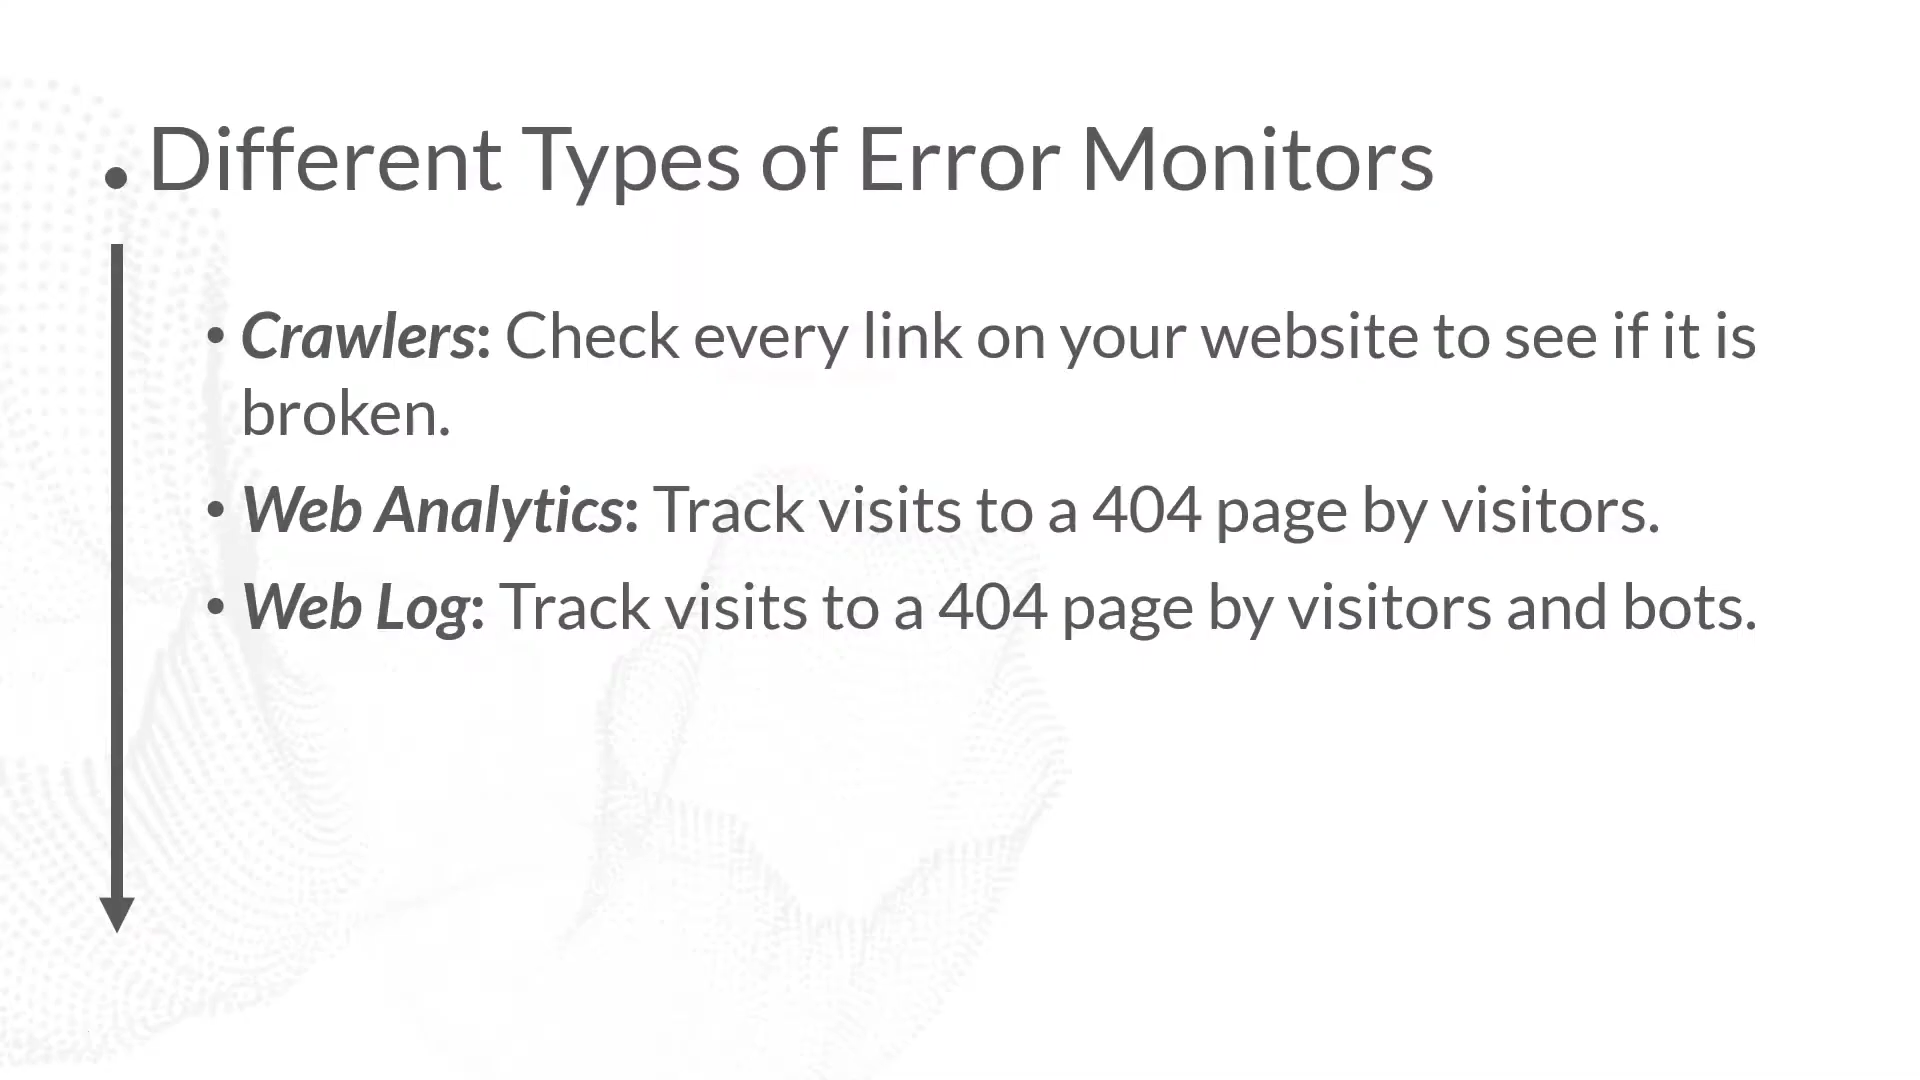 • Different Types of Error Monitors
• Crawlers: Check every link on your website to see if it is
broken.
• Web Analytics: Track visits to a 404 page by visitors.
• Web Log: Track visits to a 404 page by visitors and bots.